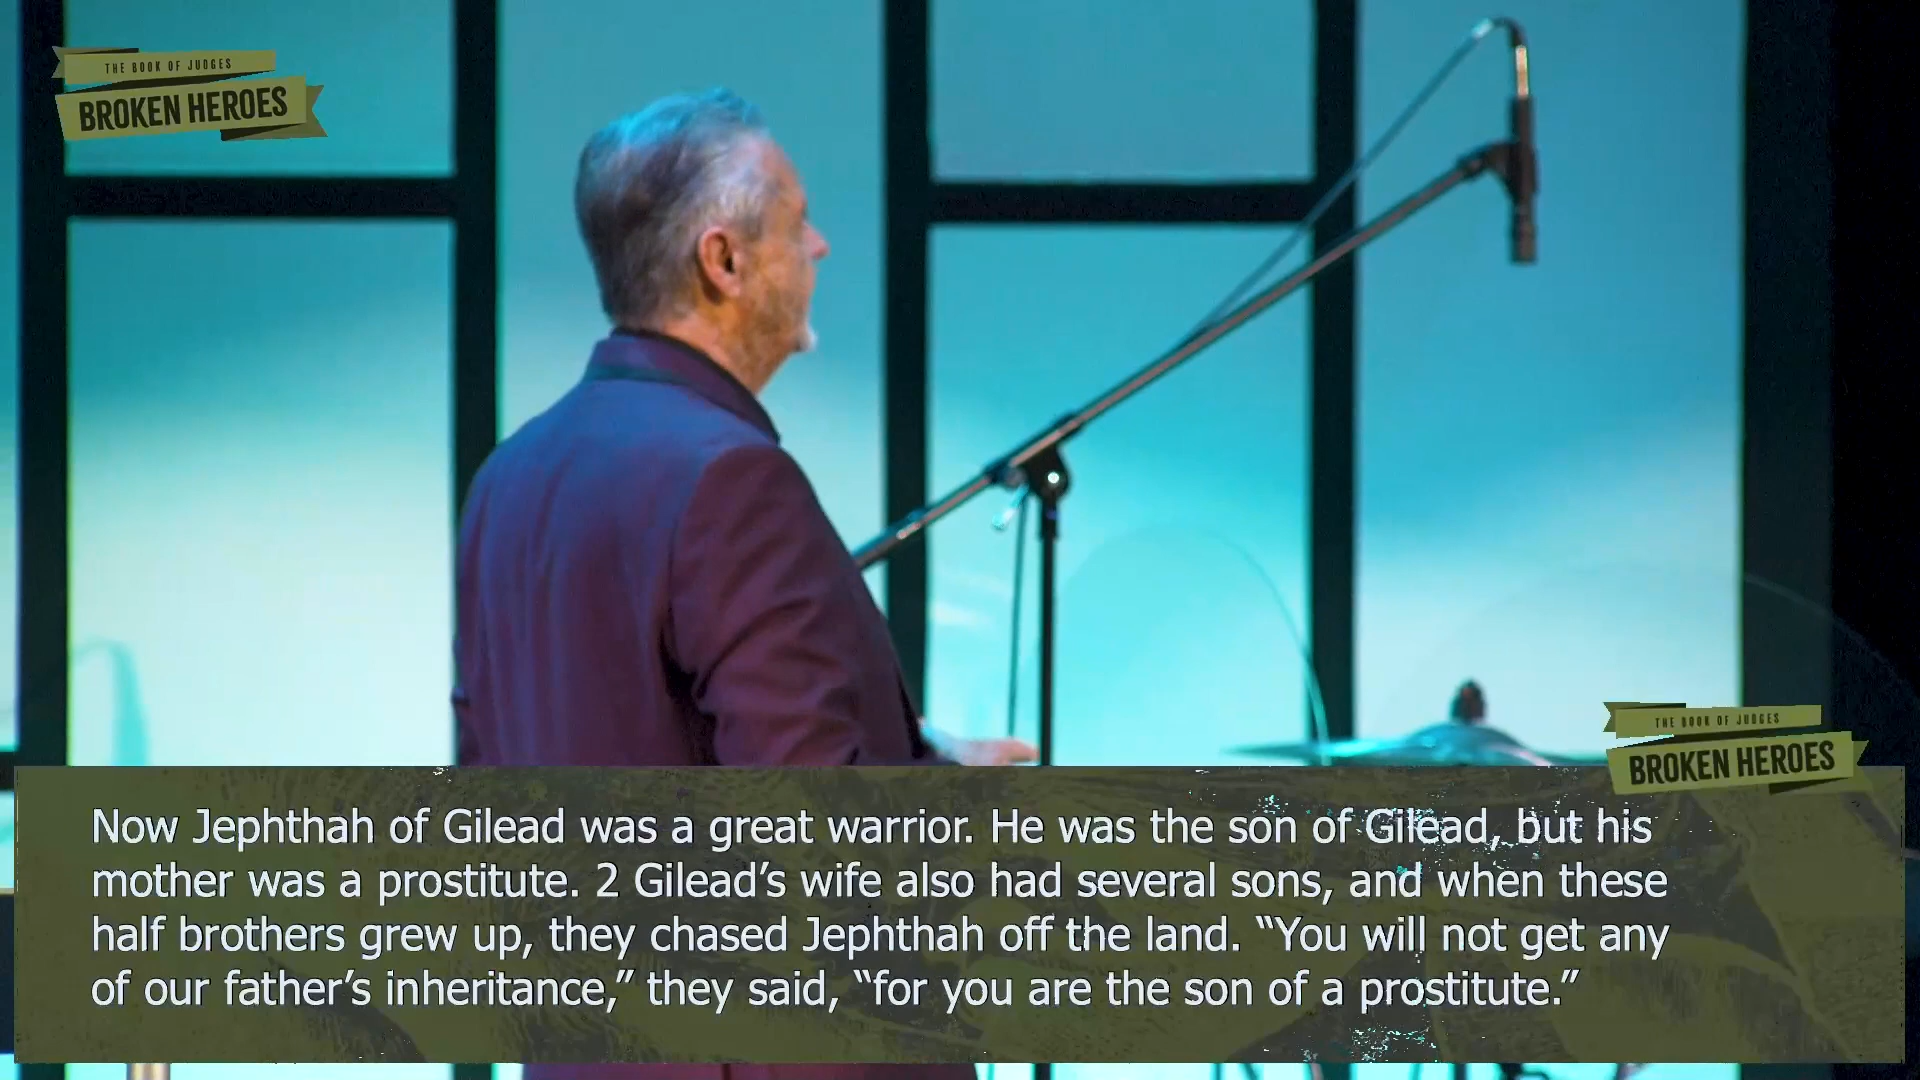 THE BOOK OF JUDGES
BROKEN HEROES
THE BOOK OF JUDGES
BROKEN HEROES
Now Jephthah of Gilead was a great warrior. He was the son of Gilead, but his
mother was a prostitute. 2 Gilead’s wife also had several sons, and when these
half brothers grew up, they chased Jephthah off the land. “You will not get any
of our father’s inheritance,” they said, “for you are the son of a prostitute.”